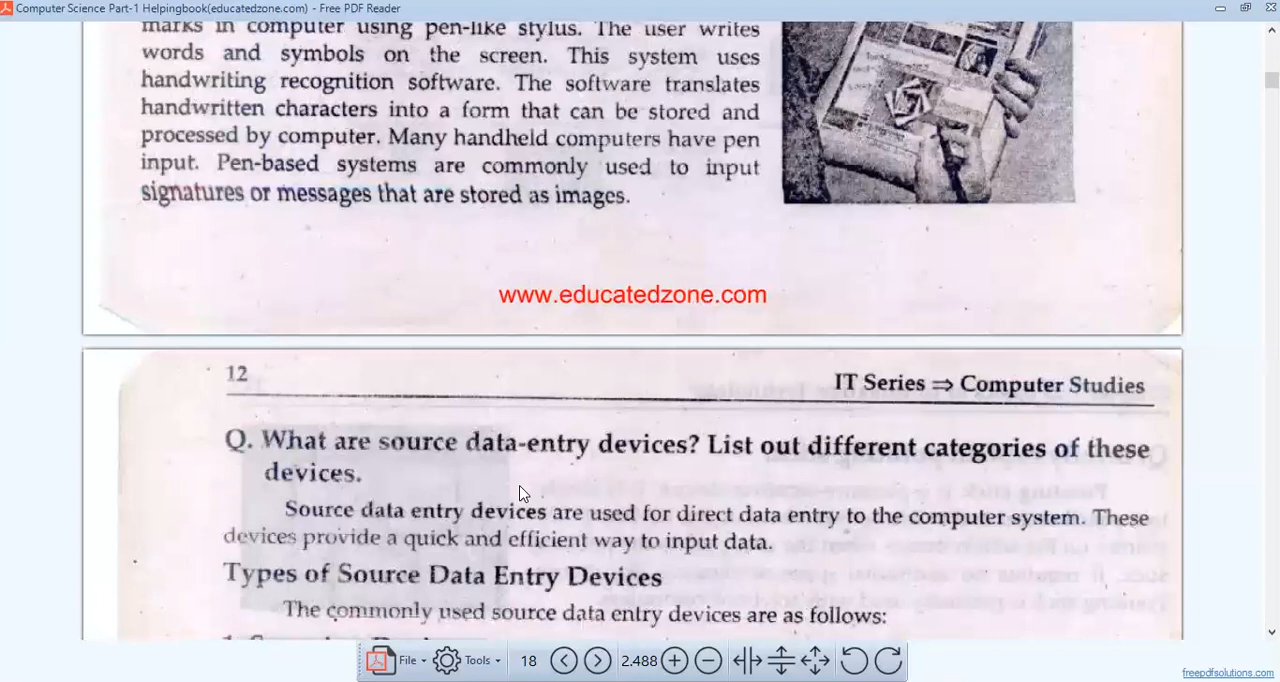 Computer Science Part-1 Helpingbook(educatedzone.com) - Free PDF Reader
marks in computer using pen-like stylus. The user writes
words and symbols on the screen. This system uses
handwriting recognition software. The software translates
handwritten characters into a form that can be stored and
processed by computer. Many handheld computers have pen
input. Pen-based systems are commonly used to input
signatures or messages that are stored as images.
www.educatedzone.com
12
IT Series ⇒ Computer Studies
Q. What are source data-entry devices? List out different categories of these
devices.
Source data entry devices are used for direct data entry to the computer system. These
devices provide a quick and efficient way to input data.
Types of Source Data Entry Devices
The commonly used source data entry devices are as follows:
File
Tools
18
2.488
freepdfsolutions.com